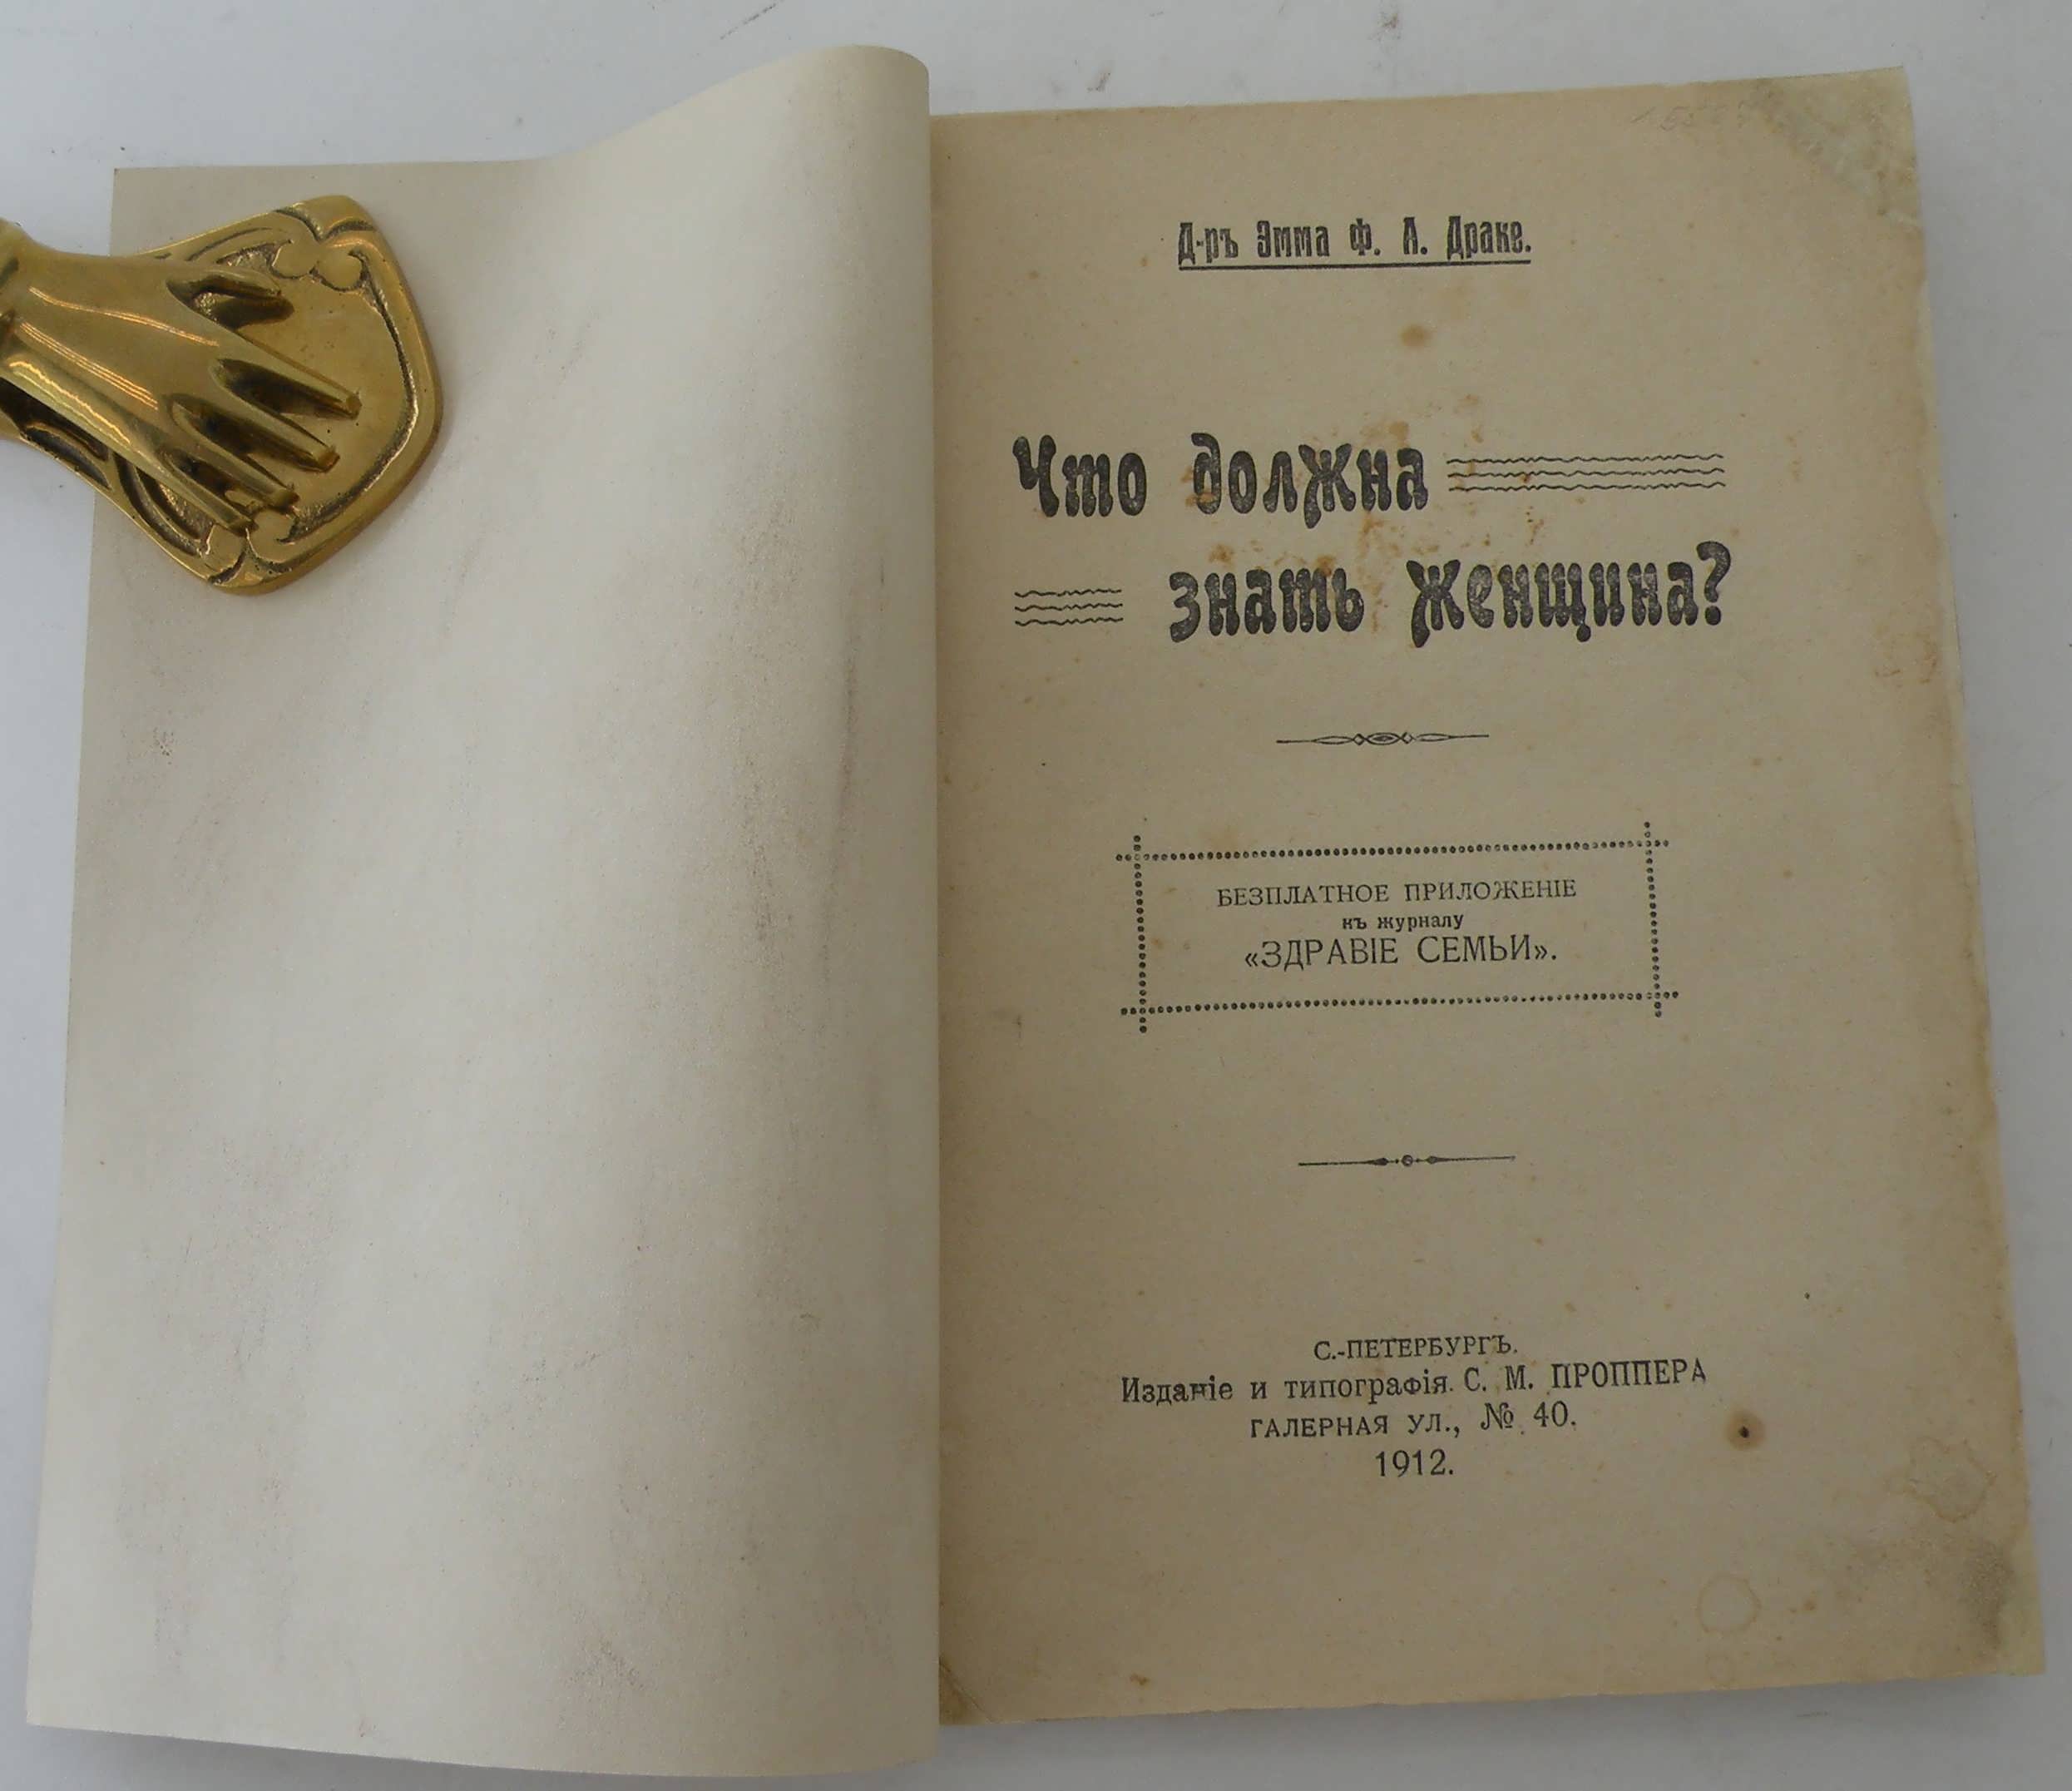 Д-ръ Эмма Ф. А. Драке.
Что должна
знать женщина?
БЕЗПЛАТНОЕ ПРИЛОЖЕНІЕ
къ журналу
«ЗДРАВІЕ СЕМЬИ».
С.-ПЕТЕРБУРГЪ.
Изданіе и типографія С. М. ПРОППЕРА
ГАЛЕРНАЯ УЛ., № 40.
1912.